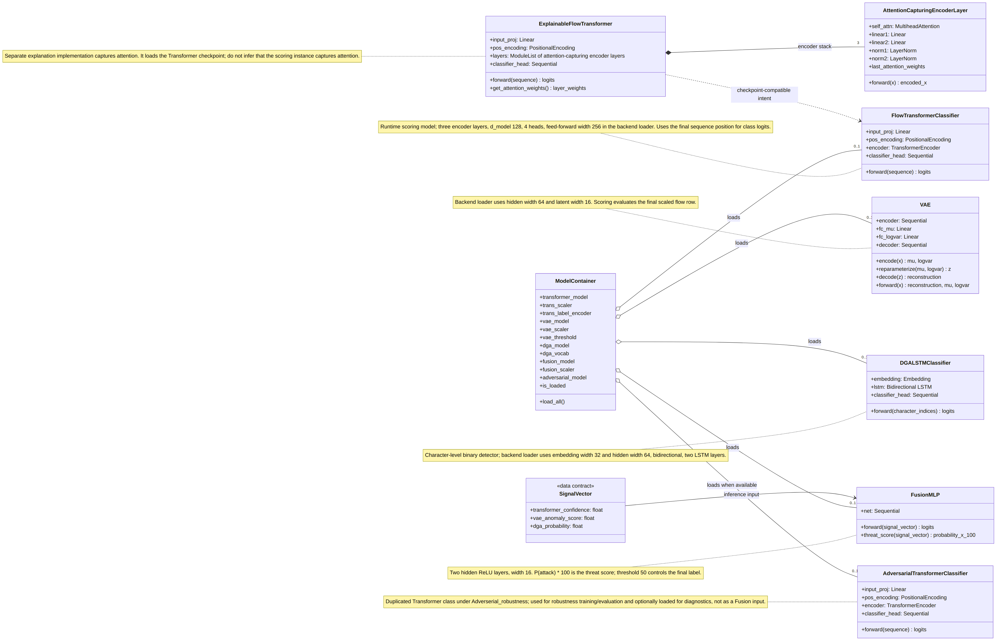 AttentionCapturingEncoderLayer
+self_attn: MultiheadAttention
+linear1: Linear
+linear2: Linear
+norm1: LayerNorm
+norm2: LayerNorm
+last_attention_weights
+forward(x) : encoded_x
ExplainableFlowTransformer
+input_proj: Linear
+pos_encoding: PositionalEncoding
+layers: ModuleList of attention-capturing encoder layers
+classifier_head: Sequential
+forward(sequence) : logits
+get_attention_weights() : layer_weights
encoder stack
3
Separate explanation implementation captures attention. It loads the Transformer checkpoint; do not infer that the scoring instance captures attention.
checkpoint-compatible
intent
FlowTransformerClassifier
+input_proj: Linear
+pos_encoding: PositionalEncoding
+encoder: TransformerEncoder
+classifier_head: Sequential
+forward(sequence) : logits
Runtime scoring model; three encoder layers, d_model 128, 4 heads, feed-forward width 256 in the backend loader. Uses the final sequence position for class logits.
0..1
Backend loader uses hidden width 64 and latent width 16. Scoring evaluates the final scaled flow row.
VAE
+encoder: Sequential
+fc_mu: Linear
+fc_logvar: Linear
+decoder: Sequential
+encode(x) : mu, logvar
+reparameterize(mu, logvar) : z
+decode(z) : reconstruction
+forward(x) : reconstruction, mu, logvar
loads
0..1
loads
ModelContainer
+transformer_model
+trans_scaler
+trans_label_encoder
+vae_model
+vae_scaler
+vae_threshold
+dga_model
+dga_vocab
+fusion_model
+fusion_scaler
+adversarial_model
+is_loaded
+load_all()
loads
0..1
DGALSTMClassifier
+embedding: Embedding
+lstm: Bidirectional LSTM
+classifier_head: Sequential
+forward(character_indices) : logits
loads
Character-level binary detector; backend loader uses embedding width 32 and hidden width 64, bidirectional, two LSTM layers.
«data contract»
SignalVector
+transformer_confidence: float
+vae_anomaly_score: float
+dga_probability: float
loads when available
inference input
0..1
FusionMLP
+net: Sequential
+forward(signal_vector) : logits
+threat_score(signal_vector) : probability_x_100
Two hidden ReLU layers, width 16. P(attack) * 100 is the threat score; threshold 50 controls the final label.
0..1
AdversarialTransformerClassifier
+input_proj: Linear
+pos_encoding: PositionalEncoding
+encoder: TransformerEncoder
+classifier_head: Sequential
+forward(sequence) : logits
Duplicated Transformer class under Adverserial_robustness; used for robustness training/evaluation and optionally loaded for diagnostics, not as a Fusion input.